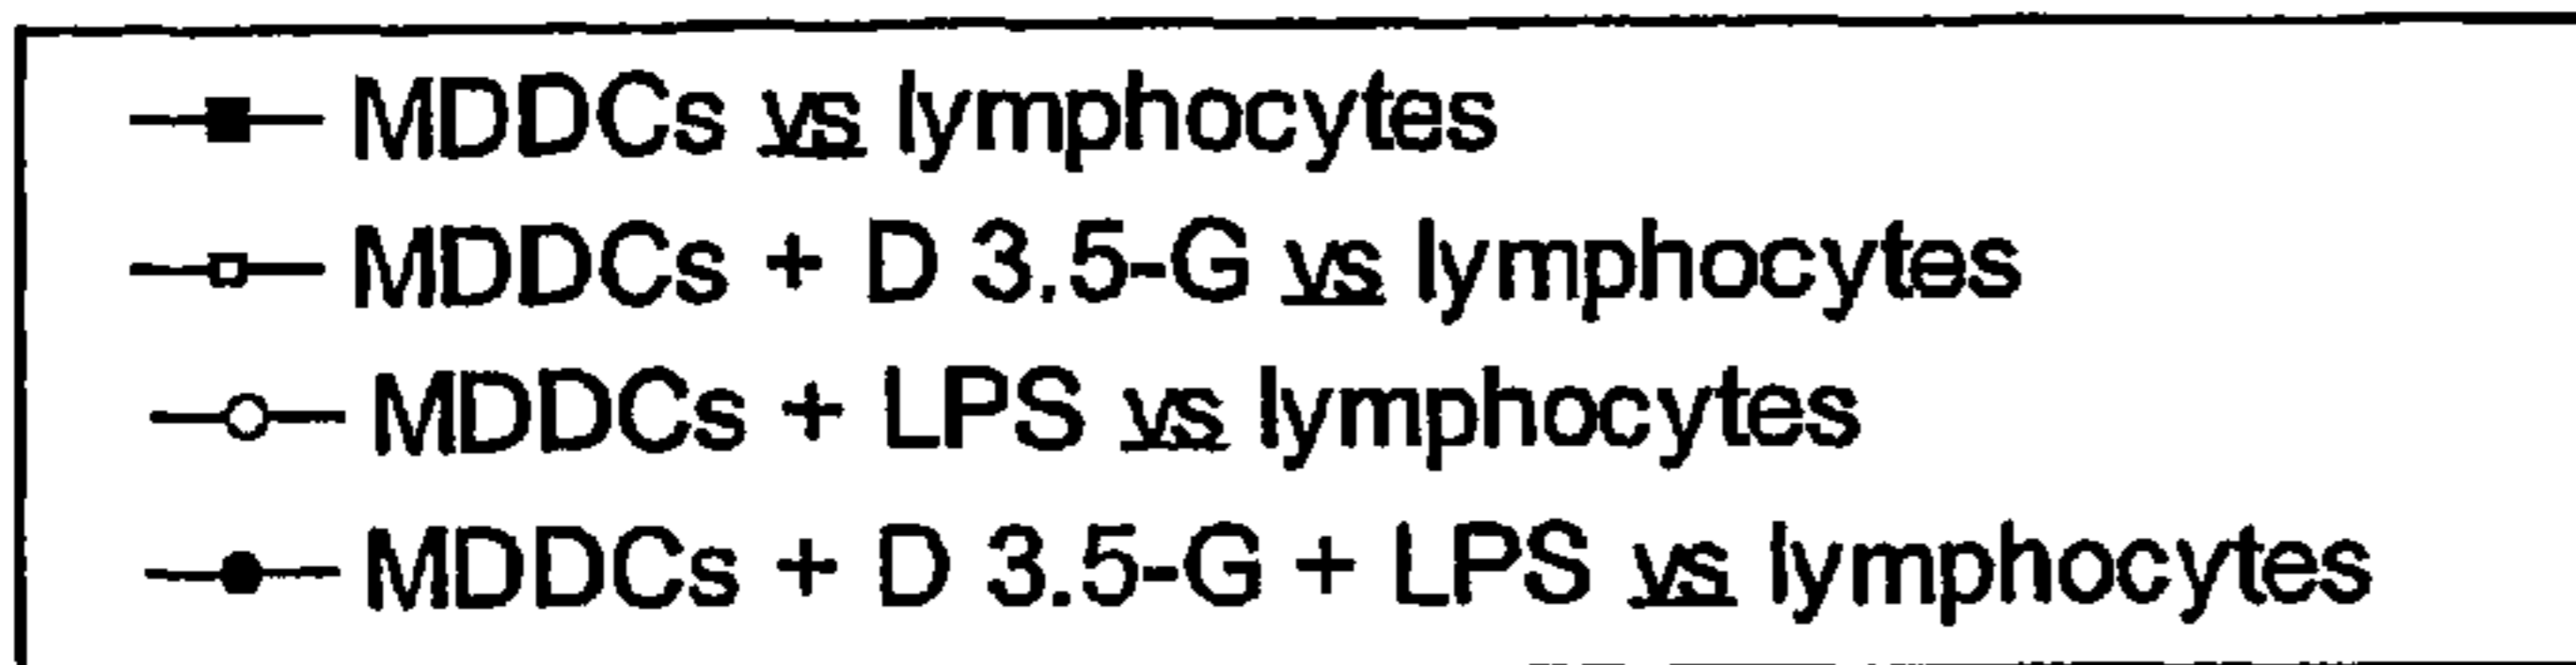 MDDCs vs lymphocytes
MDDCs + D 3.5-G vs lymphocytes
MDDCs + LPS vs lymphocytes
MDDCs + D 3.5-G + LPS vs lymphocytes